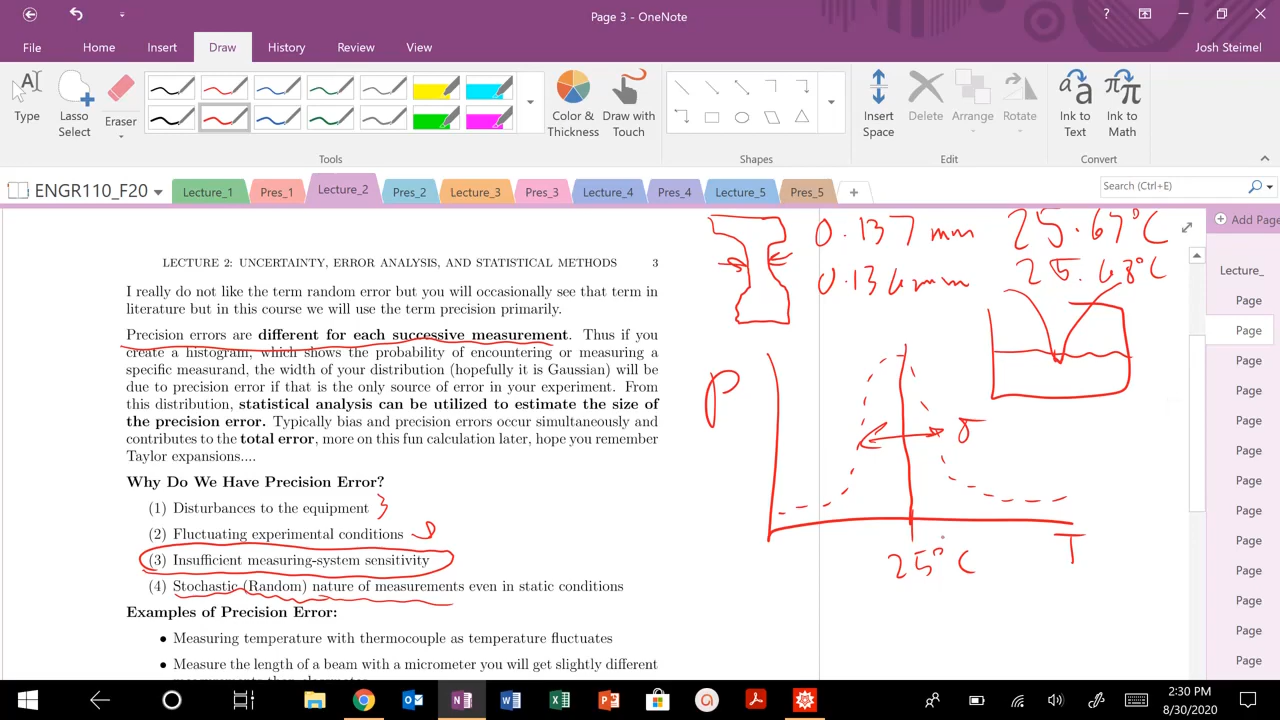 Page 3 - OneNote
?
File
Home
Insert
Draw
History
Review
View
Josh Steimel
Type
Lasso Select
Eraser
Color & Thickness
Draw with Touch
Insert Space
Delete
Arrange
Rotate
Ink to Text
Ink to Math
Tools
Shapes
Edit
Convert
ENGR110_F20
Lecture_1
Pres_1
Lecture_2
Pres_2
Lecture_3
Pres_3
Lecture_4
Pres_4
Lecture_5
Pres_5
Search (Ctrl+E)
Add Page
LECTURE 2: UNCERTAINTY, ERROR ANALYSIS, AND STATISTICAL METHODS 3
I really do not like the term random error but you will occasionally see that term in
literature but in this course we will use the term precision primarily.
Precision errors are different for each successive measurement. Thus if you
create a histogram, which shows the probability of encountering or measuring a
specific measurand, the width of your distribution (hopefully it is Gaussian) will be
due to precision error if that is the only source of error in your experiment. From
this distribution, statistical analysis can be utilized to estimate the size of
the precision error. Typically bias and precision errors occur simultaneously and
contributes to the total error, more on this fun calculation later, hope you remember
Taylor expansions....
Why Do We Have Precision Error?
(1) Disturbances to the equipment
(2) Fluctuating experimental conditions
(3) Insufficient measuring-system sensitivity
(4) Stochastic (Random) nature of measurements even in static conditions
Examples of Precision Error:
• Measuring temperature with thermocouple as temperature fluctuates
• Measure the length of a beam with a micrometer you will get slightly different
0.137 mm
0.136 mm
25.67°C
25.68°C
P
σ
25°C
T
Lecture_
Page
Page
Page
Page
Page
Page
Page
Page
Page
Page
Page
Page
Page
2:30 PM
8/30/2020